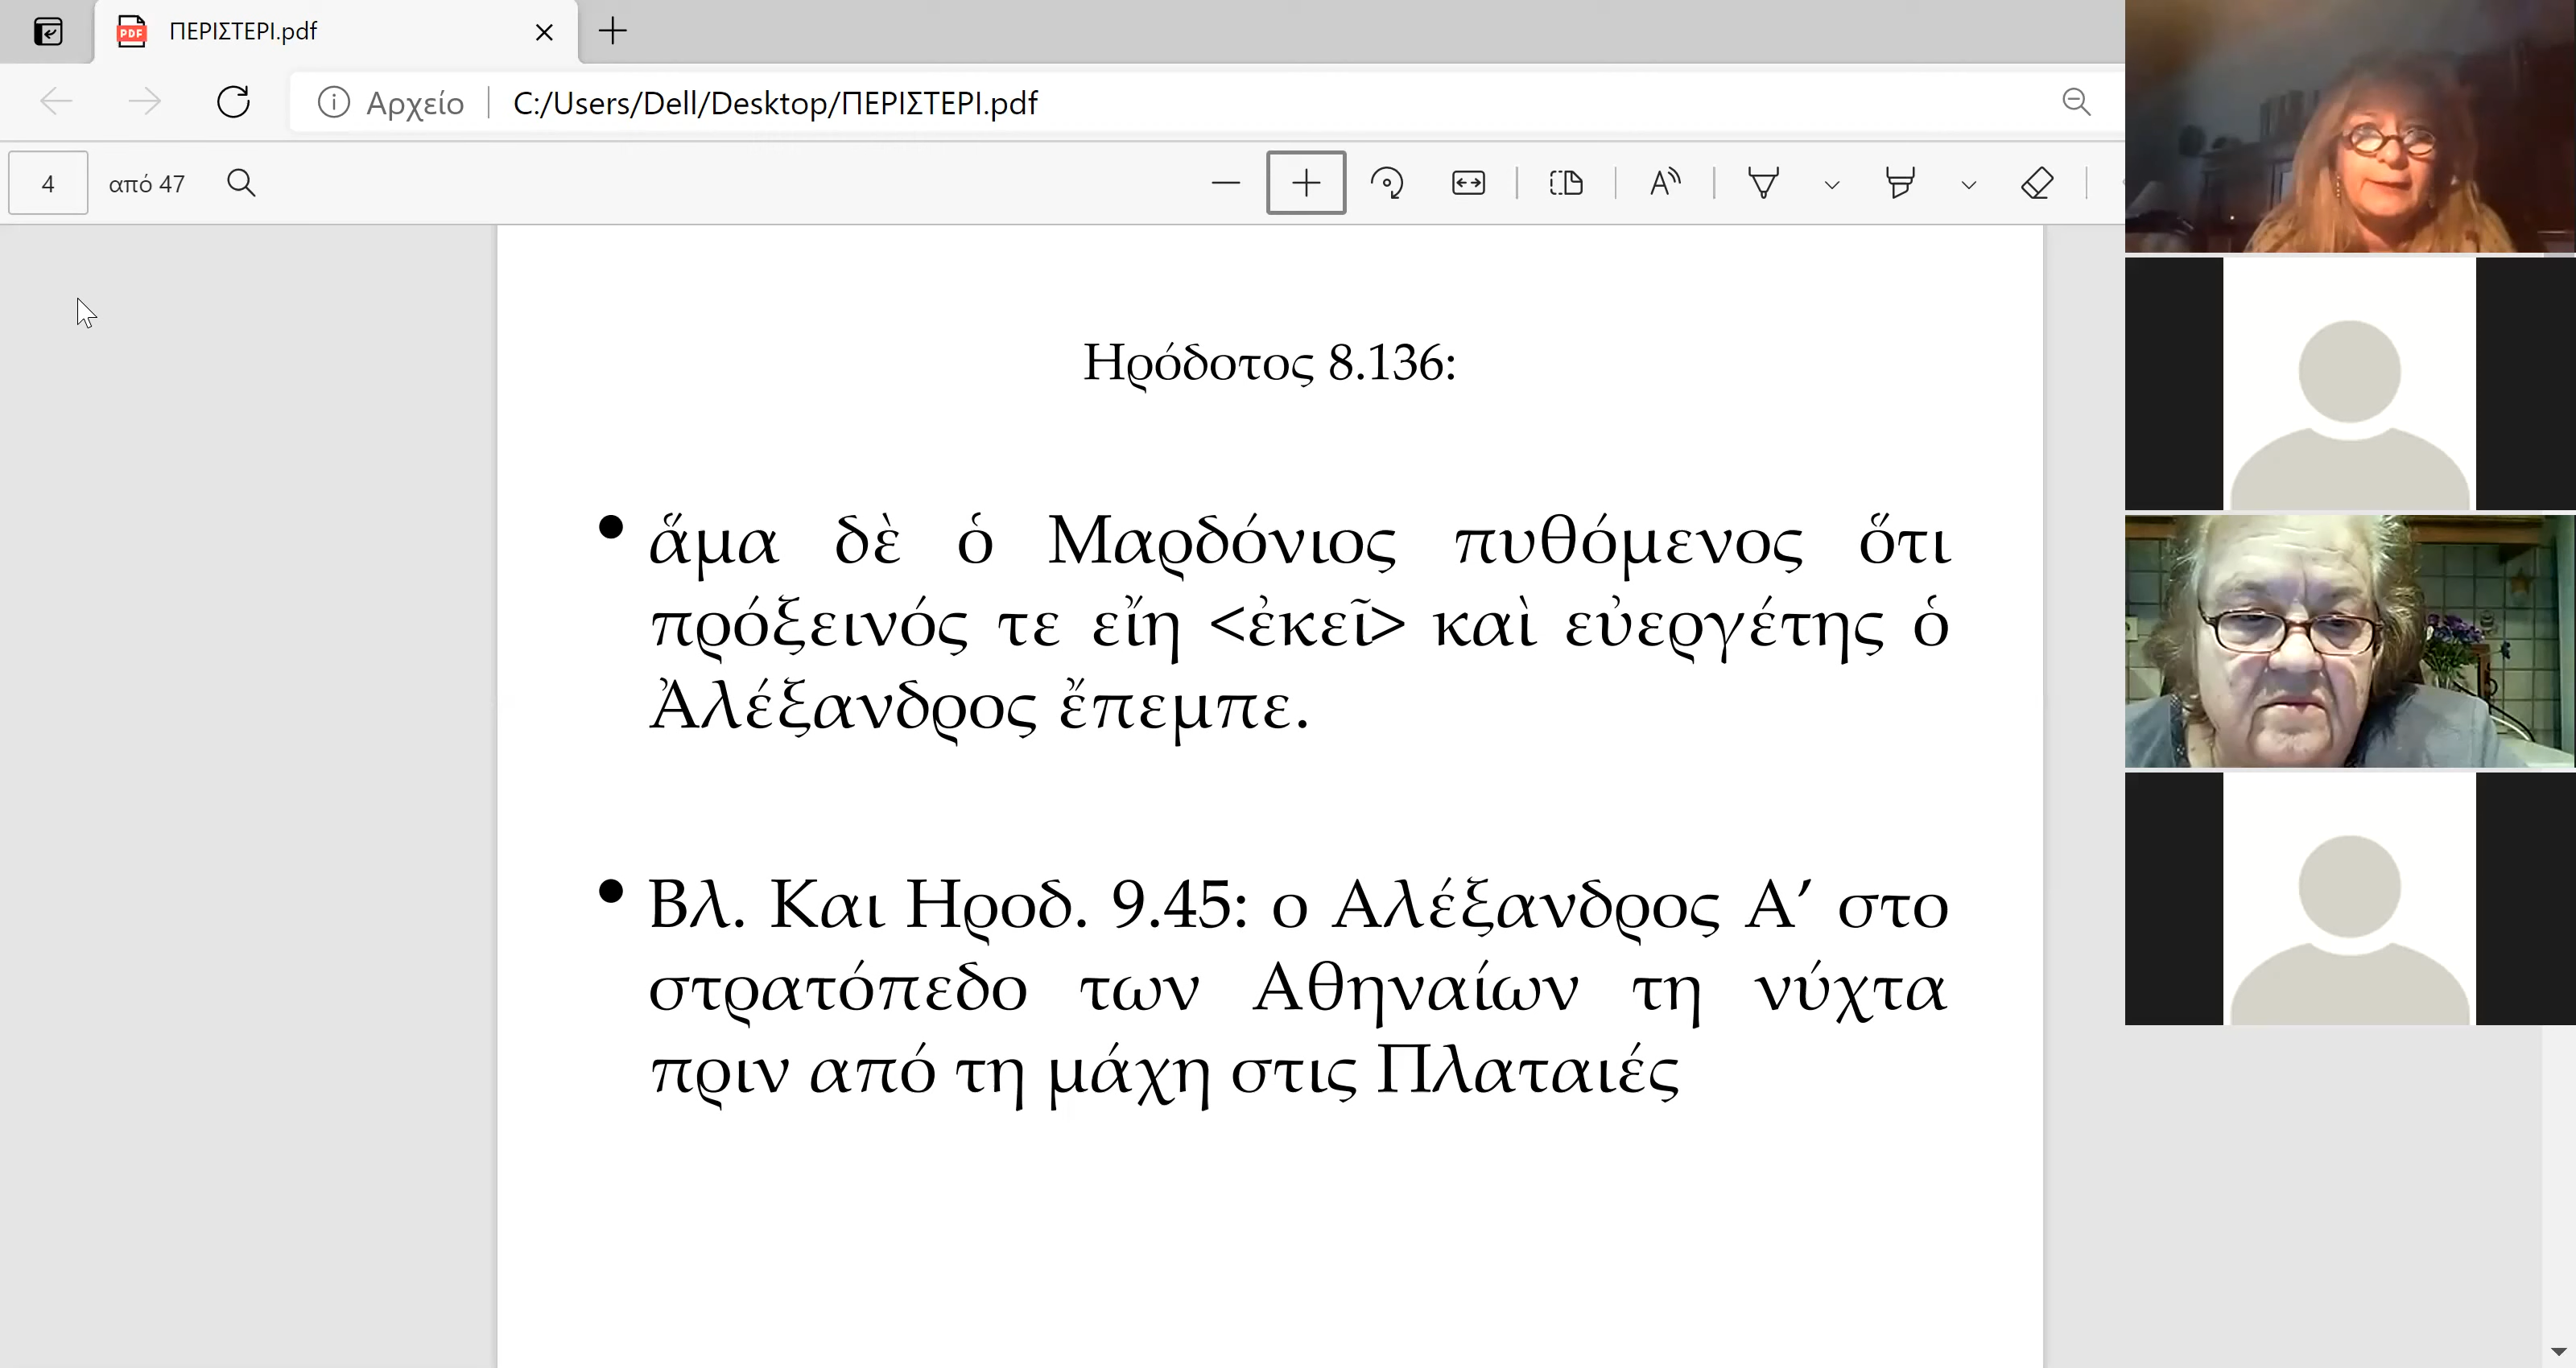 ΠΕΡΙΣΤΕΡΙ.pdf
Αρχείο
C:/Users/Dell/Desktop/ΠΕΡΙΣΤΕΡΙ.pdf
4 από 47
Ηρόδοτος 8.136:
• ἅμα δὲ ὁ Μαρδόνιος πυθόμενος ὅτι
πρόξεινός τε εἴη <ἐκεῖ> καὶ εὐεργέτης ὁ
Ἀλέξανδρος ἔπεμπε.
• Βλ. Και Ηροδ. 9.45: ο Αλέξανδρος Α’ στο
στρατόπεδο των Αθηναίων τη νύχτα
πριν από τη μάχη στις Πλαταιές